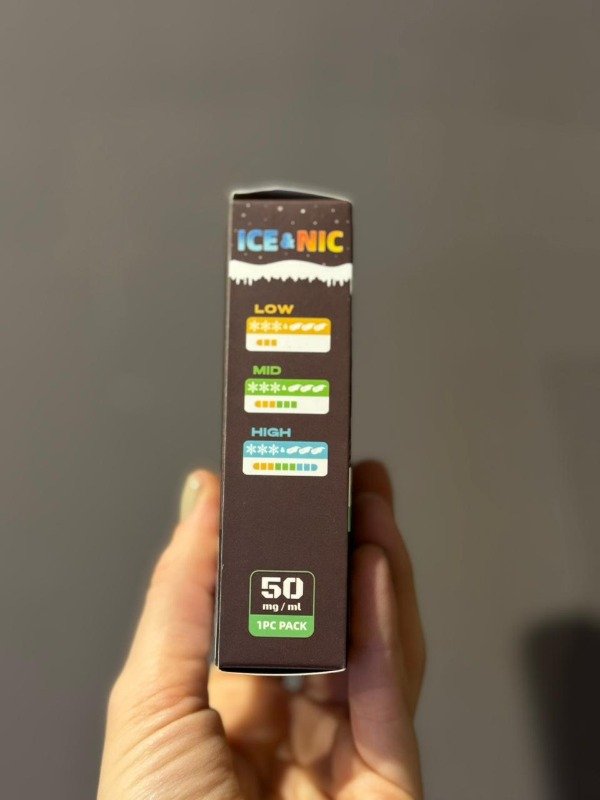 ICE & NIC
LOW
&
MID
&
HIGH
&
50
mg / ml
1PC PACK